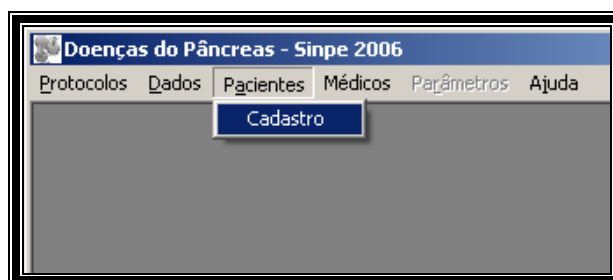 Doenças do Pâncreas - Sinpe 2006
Protocolos Dados Pacientes Médicos Parâmetros Ajuda
Cadastro